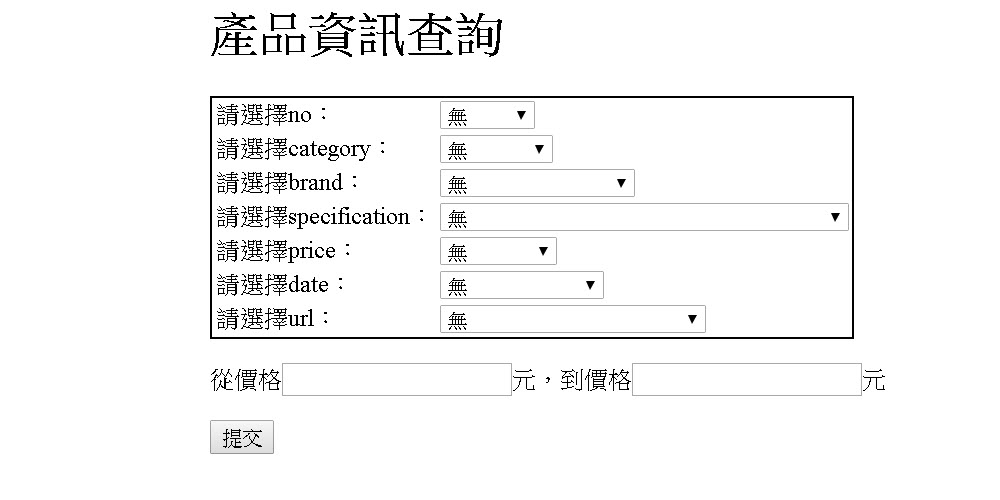 產品資訊查詢
請選擇no： 無
請選擇category： 無
請選擇brand： 無
請選擇specification： 無
請選擇price： 無
請選擇date： 無
請選擇url： 無
從價格 元，到價格 元
提交